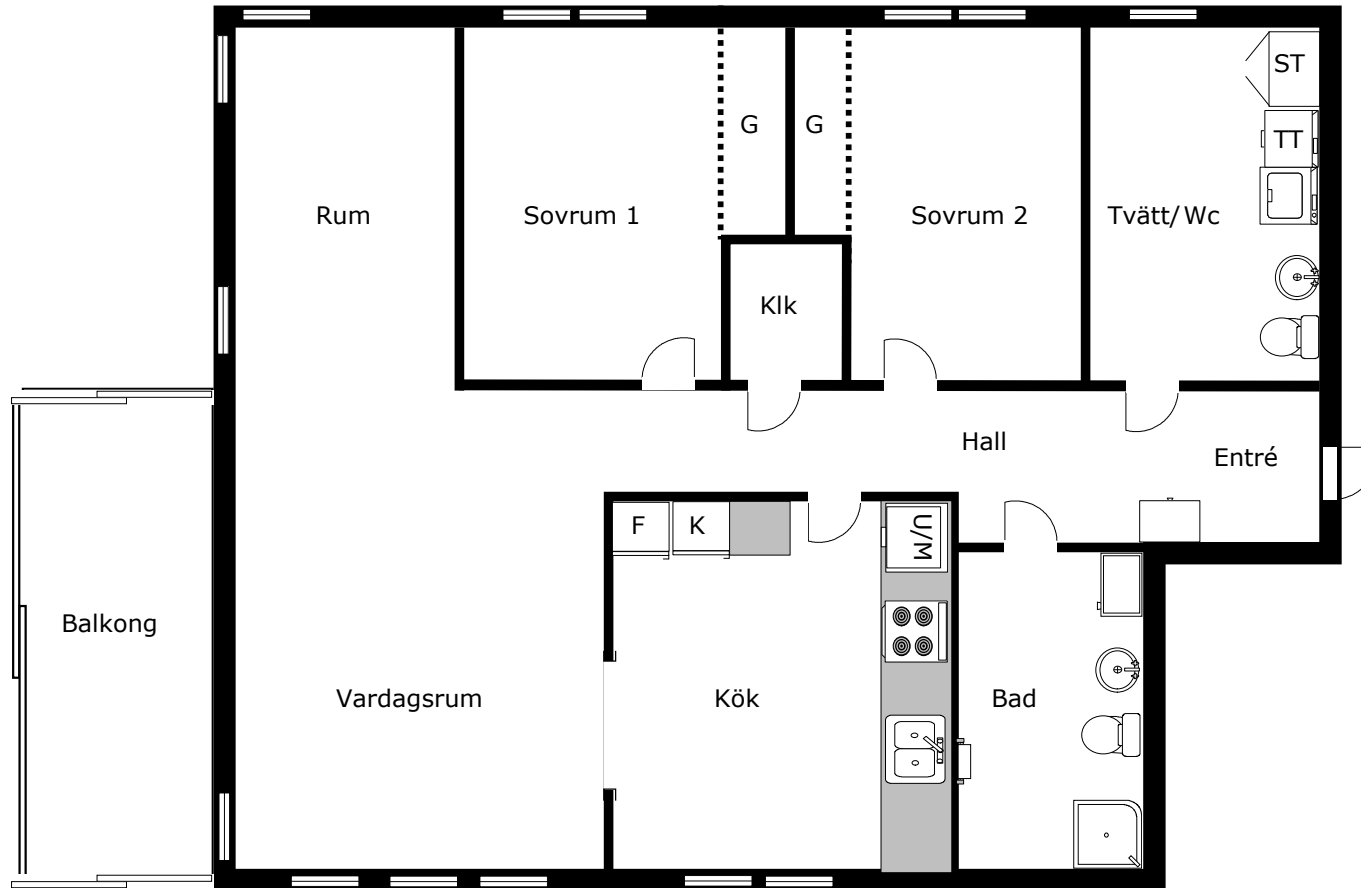 ST
G
G
TT
Rum
Sovrum 1
Sovrum 2
Tvätt/Wc
Klk
Hall
Entré
F
K
U/M
Balkong
Vardagsrum
Kök
Bad